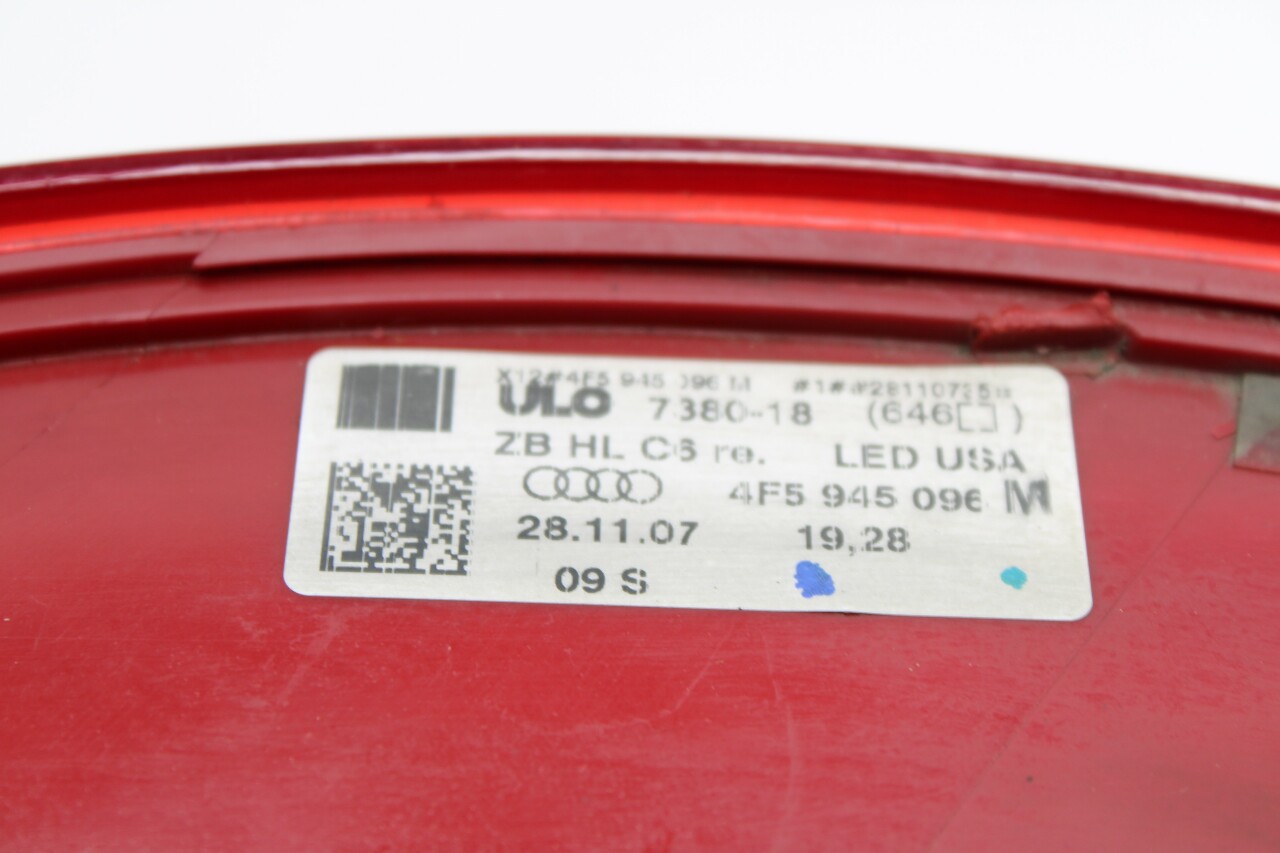 X12#4F5 945 096 M #1##281107
ULO 7380-18 (646□)
ZB HL C6 re. LED USA
4F5 945 096 M
28.11.07 19,28
09 S